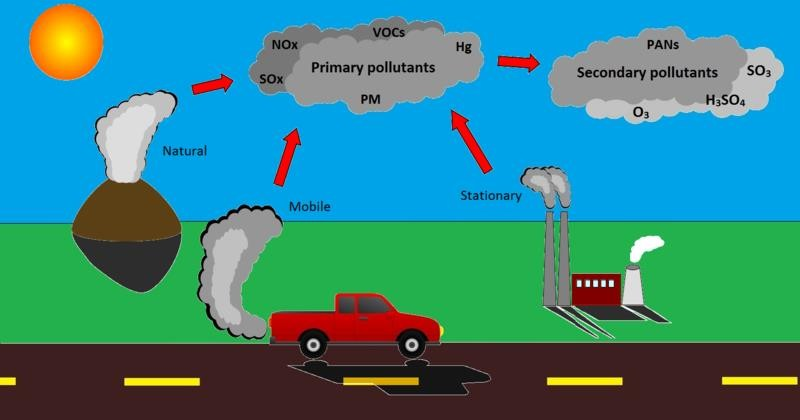 NOx
VOCs
Hg
SOx
Primary pollutants
PM
PANs
Secondary pollutants
SO₃
H₃SO₄
O₃
Natural
Mobile
Stationary